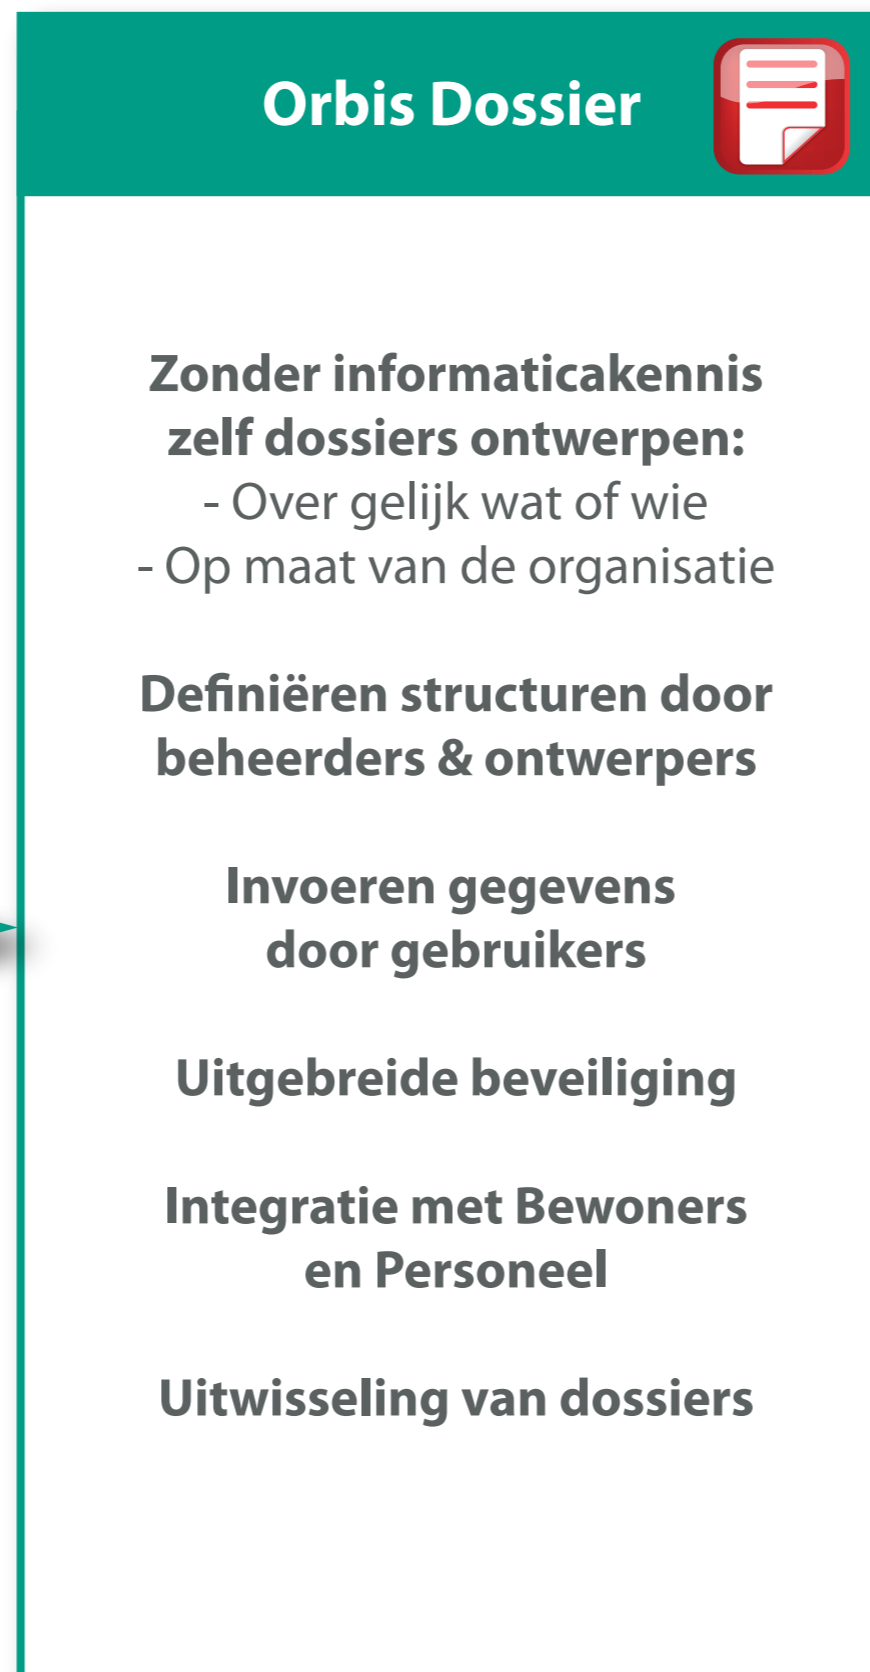 Orbis Dossier
Zonder informaticakennis
zelf dossiers ontwerpen:
- Over gelijk wat of wie
- Op maat van de organisatie
Definiëren structuren door
beheerders & ontwerpers
Invoeren gegevens
door gebruikers
Uitgebreide beveiliging
Integratie met Bewoners
en Personeel
Uitwisseling van dossiers